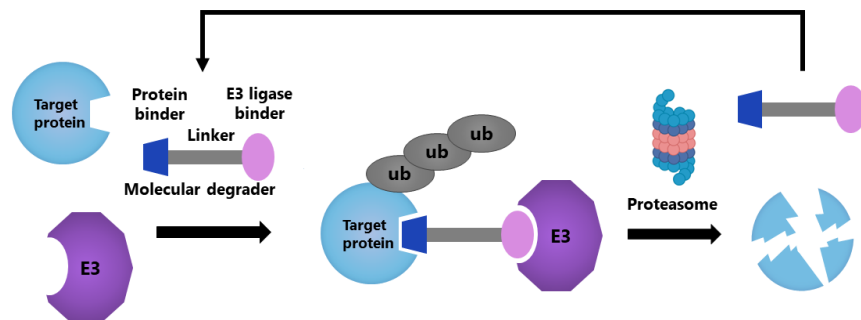 Target
protein
Protein
binder
E3 ligase
binder
Linker
Molecular degrader
E3
ub
ub
ub
Target
protein
E3
Proteasome